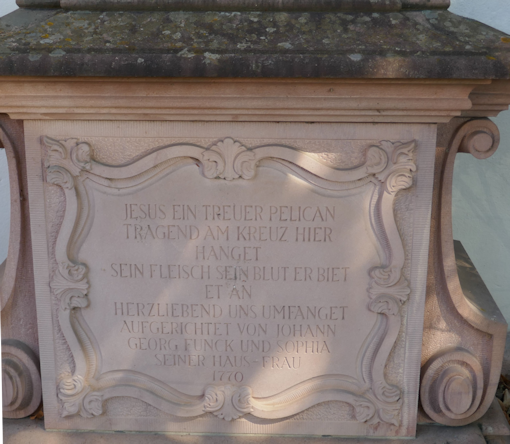 JESUS EIN TREUER PELICAN
TRAGEND AM KREUZ HIER
HANGET
SEIN FLEISCH SEIN BLUT ER BIET
ET AN
HERZLIEBEND UNS UMFANGET
AUFGERICHTET VON JOHANN
GEORG FUNCK UND SOPHIA
SEINER HAUS-FRAU
1770